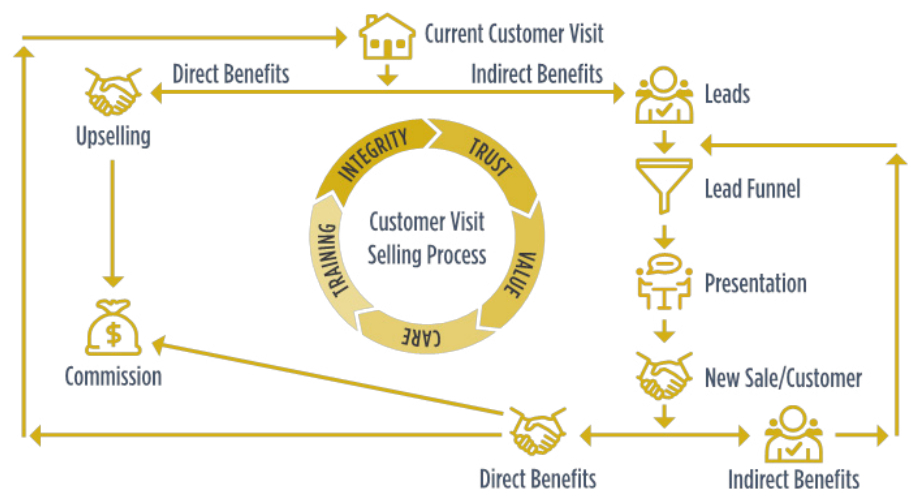 Current Customer Visit
Direct Benefits
Indirect Benefits
Leads
Upselling
INTEGRITY
TRUST
Lead Funnel
Customer Visit
Selling Process
TRAINING
VALUE
Presentation
CARE
$
Commission
New Sale/Customer
Direct Benefits
Indirect Benefits